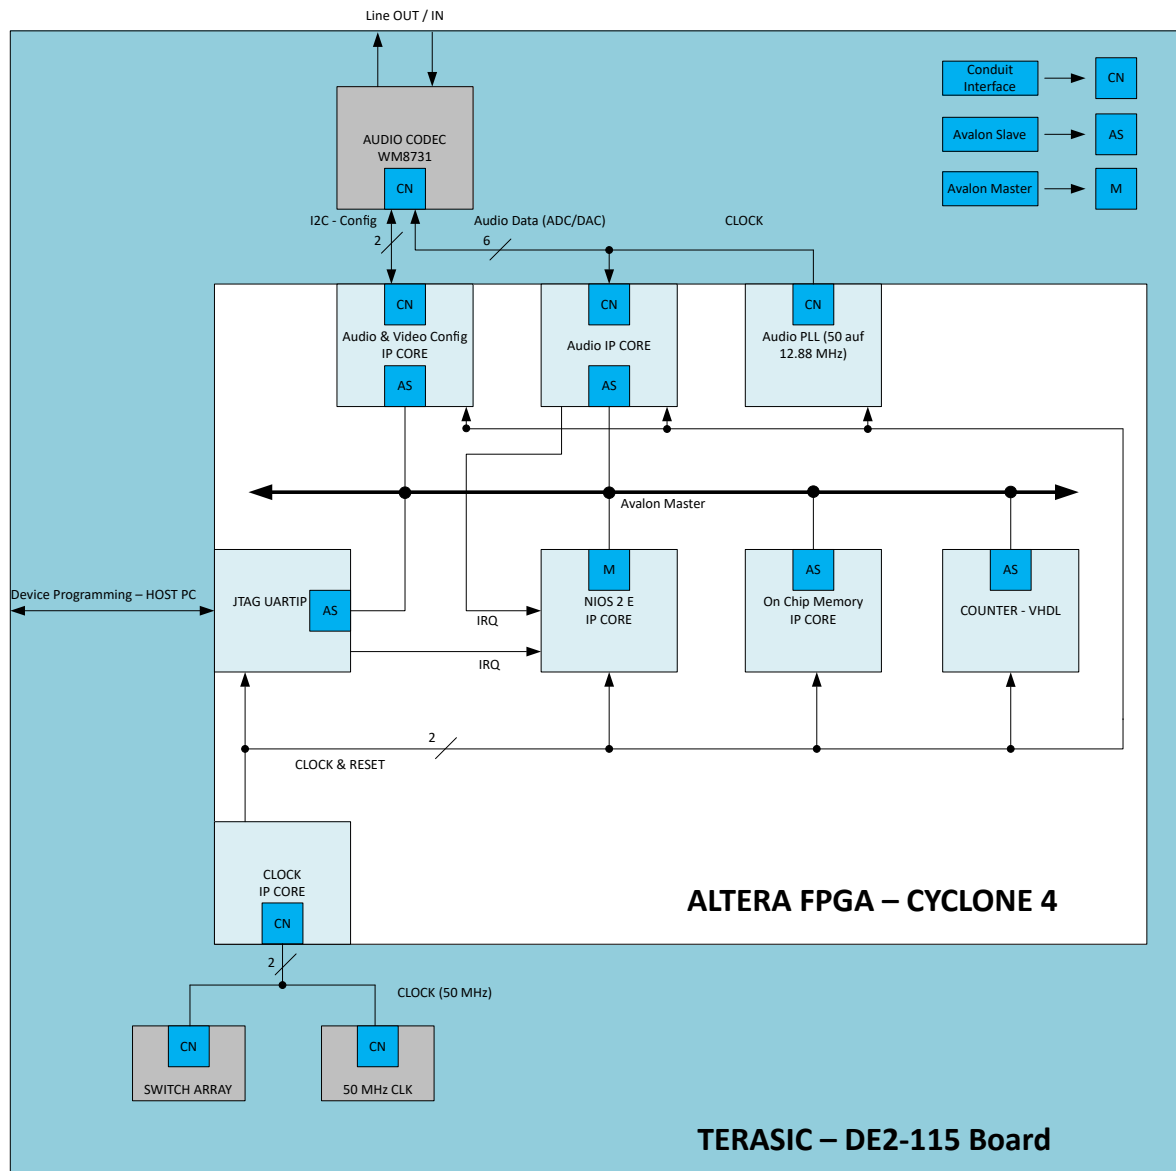 Line OUT / IN
Conduit
Interface
CN
Avalon Slave
AS
Avalon Master
M
AUDIO CODEC
WM8731
CN
I2C - Config
2
Audio Data (ADC/DAC)
6
CLOCK
CN
Audio & Video Config
IP CORE
AS
CN
Audio IP CORE
AS
CN
Audio PLL (50 auf
12.88 MHz)
Avalon Master
Device Programming – HOST PC
JTAG UARTIP
AS
IRQ
IRQ
M
NIOS 2 E
IP CORE
AS
On Chip Memory
IP CORE
AS
COUNTER - VHDL
2
CLOCK & RESET
CLOCK
IP CORE
CN
ALTERA FPGA – CYCLONE 4
2
CLOCK (50 MHz)
CN
SWITCH ARRAY
CN
50 MHz CLK
TERASIC – DE2-115 Board